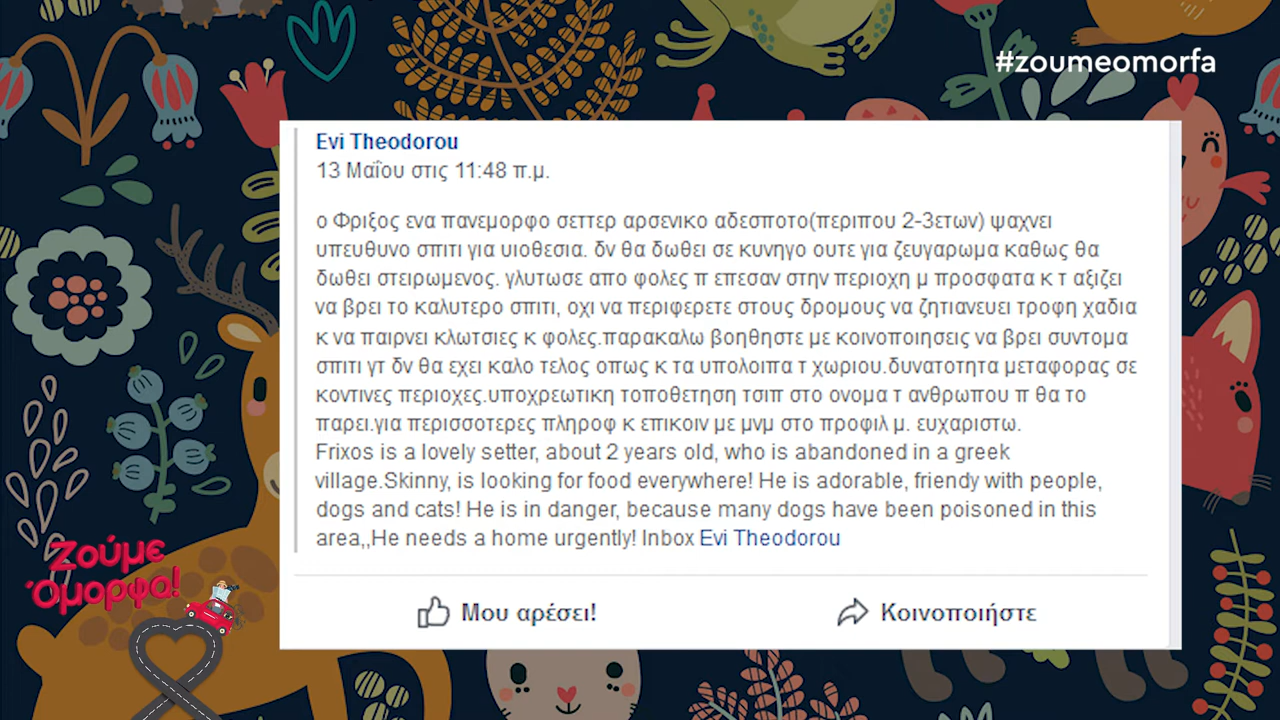 #zoumeomorfa
Evi Theodorou
13 Μαΐου στις 11:48 π.μ.
ο Φριξος ενα πανεμορφο σεττερ αρσενικο αδεσποτο(περιπου 2-3ετων) ψαχνει
υπευθυνο σπιτι για υιοθεσια. δν θα δωθει σε κυνηγο ουτε για ζευγαρωμα καθως θα
δωθει στειρωμενος. γλυτωσε απο φολες π επεσαν στην περιοχη μ προσφατα κ τ αξιζει
να βρει το καλυτερο σπιτι, οχι να περιφερετε στους δρομους να ζητιανευει τροφη χαδια
κ να παιρνει κλωτσιες κ φολες.παρακαλω βοηθηστε με κοινοποιησεις να βρει συντομα
σπιτι γτ δν θα εχει καλο τελος οπως κ τα υπολοιπα τ χωριου.δυνατοτητα μεταφορας σε
κοντινες περιοχες.υποχρεωτικη τοποθετηση τσιπ στο ονομα τ ανθρωπου π θα το
παρει.για περισσοτερες πληροφ κ επικοιν με μνμ στο προφιλ μ. ευχαριστω.
Frixos is a lovely setter, about 2 years old, who is abandoned in a greek
village.Skinny, is looking for food everywhere! He is adorable, friendy with people,
dogs and cats! He is in danger, because many dogs have been poisoned in this
area,,He needs a home urgently! Inbox Evi Theodorou
Ζούμε
Όμορφα!
Μου αρέσει!
Κοινοποιήστε